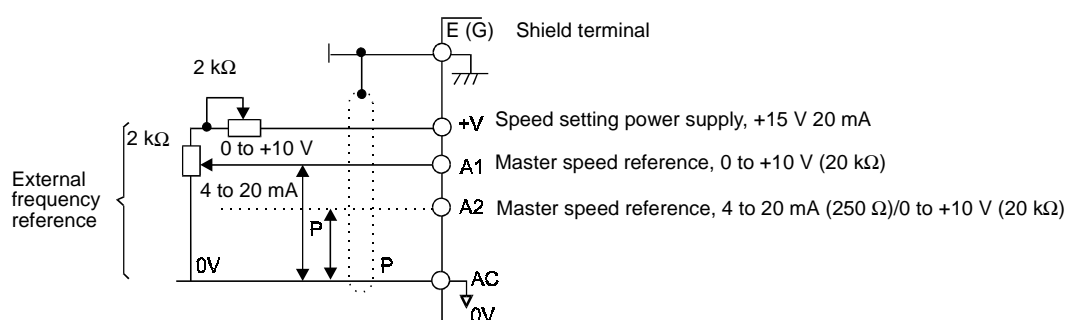 E (G) Shield terminal
2 kΩ
+V Speed setting power supply, +15 V 20 mA
2 kΩ
0 to +10 V
A1 Master speed reference, 0 to +10 V (20 kΩ)
External
frequency
reference
4 to 20 mA
A2 Master speed reference, 4 to 20 mA (250 Ω)/0 to +10 V (20 kΩ)
P
0V
P
AC
0V